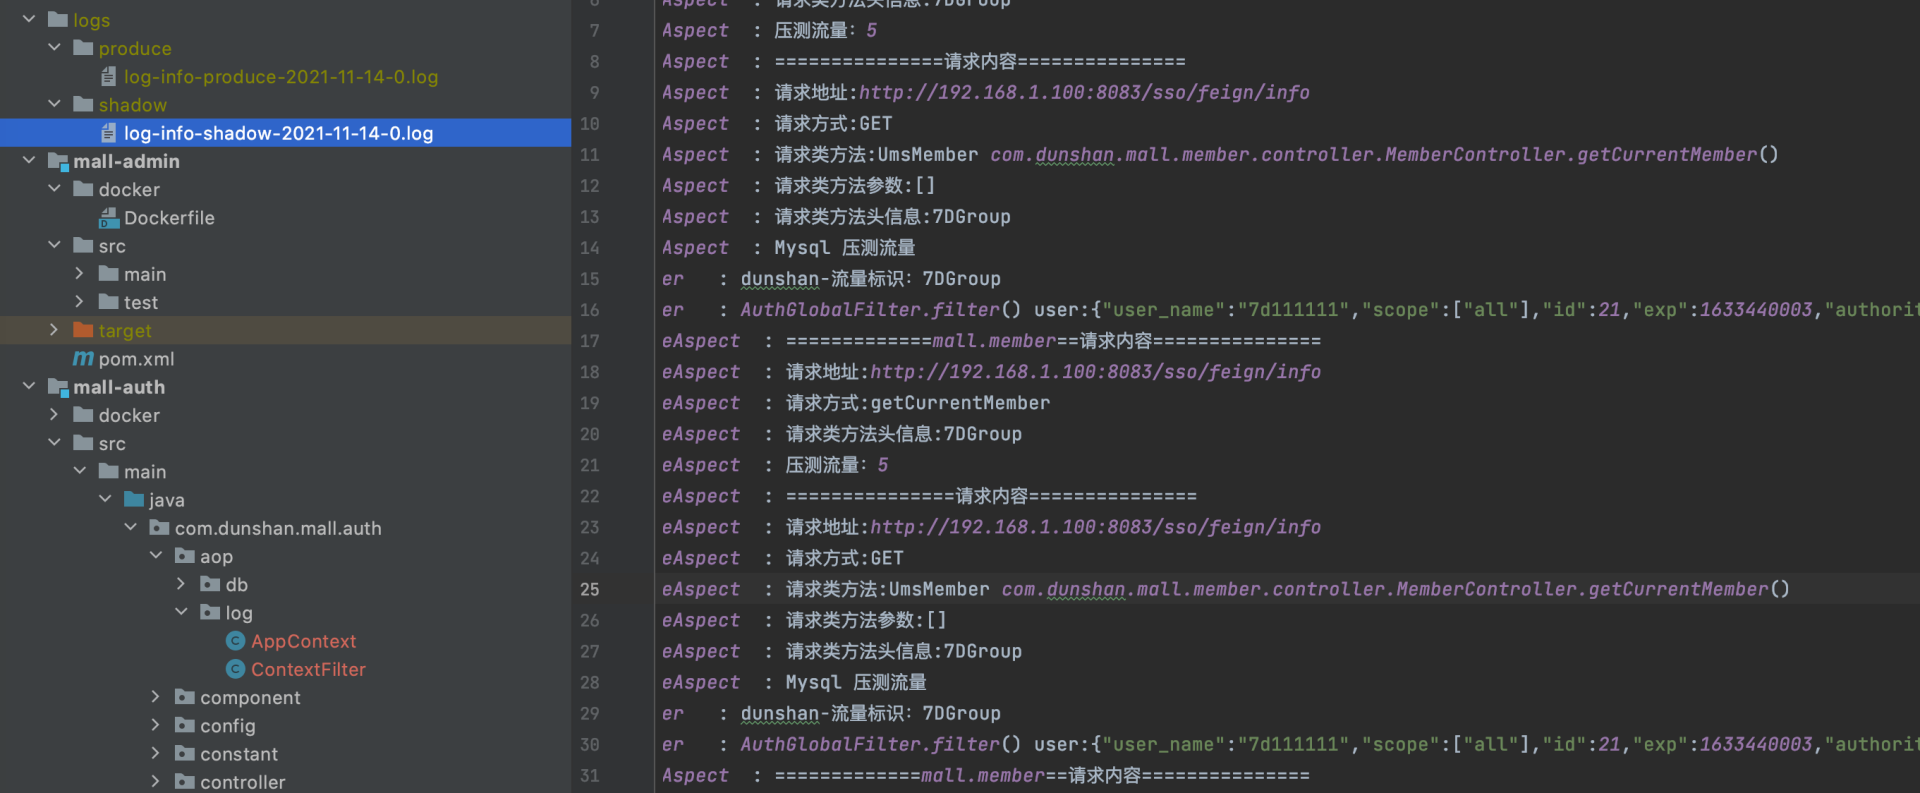 logs
produce
log-info-produce-2021-11-14-0.log
shadow
log-info-shadow-2021-11-14-0.log
mall-admin
docker
Dockerfile
src
main
test
target
pom.xml
mall-auth
docker
src
main
java
com.dunshan.mall.auth
aop
db
log
AppContext
ContextFilter
component
config
constant
controller
6 Aspect : 请求类方法头信息:7DGroup
7 Aspect : 压测流量: 5
8 Aspect : ===============请求内容===============
9 Aspect : 请求地址:http://192.168.1.100:8083/sso/feign/info
10 Aspect : 请求方式:GET
11 Aspect : 请求类方法:UmsMember com.dunshan.mall.member.controller.MemberController.getCurrentMember()
12 Aspect : 请求类方法参数:[]
13 Aspect : 请求类方法头信息:7DGroup
14 Aspect : Mysql 压测流量
15 er : dunshan-流量标识: 7DGroup
16 er : AuthGlobalFilter.filter() user:{"user_name":"7d111111","scope":["all"],"id":21,"exp":1633440003,"authorit
17 eAspect : =============mall.member==请求内容===============
18 eAspect : 请求地址:http://192.168.1.100:8083/sso/feign/info
19 eAspect : 请求方式:getCurrentMember
20 eAspect : 请求类方法头信息:7DGroup
21 eAspect : 压测流量: 5
22 eAspect : ===============请求内容===============
23 eAspect : 请求地址:http://192.168.1.100:8083/sso/feign/info
24 eAspect : 请求方式:GET
25 eAspect : 请求类方法:UmsMember com.dunshan.mall.member.controller.MemberController.getCurrentMember()
26 eAspect : 请求类方法参数:[]
27 eAspect : 请求类方法头信息:7DGroup
28 eAspect : Mysql 压测流量
29 er : dunshan-流量标识: 7DGroup
30 er : AuthGlobalFilter.filter() user:{"user_name":"7d111111","scope":["all"],"id":21,"exp":1633440003,"authorit
31 Aspect : =============mall.member==请求内容===============